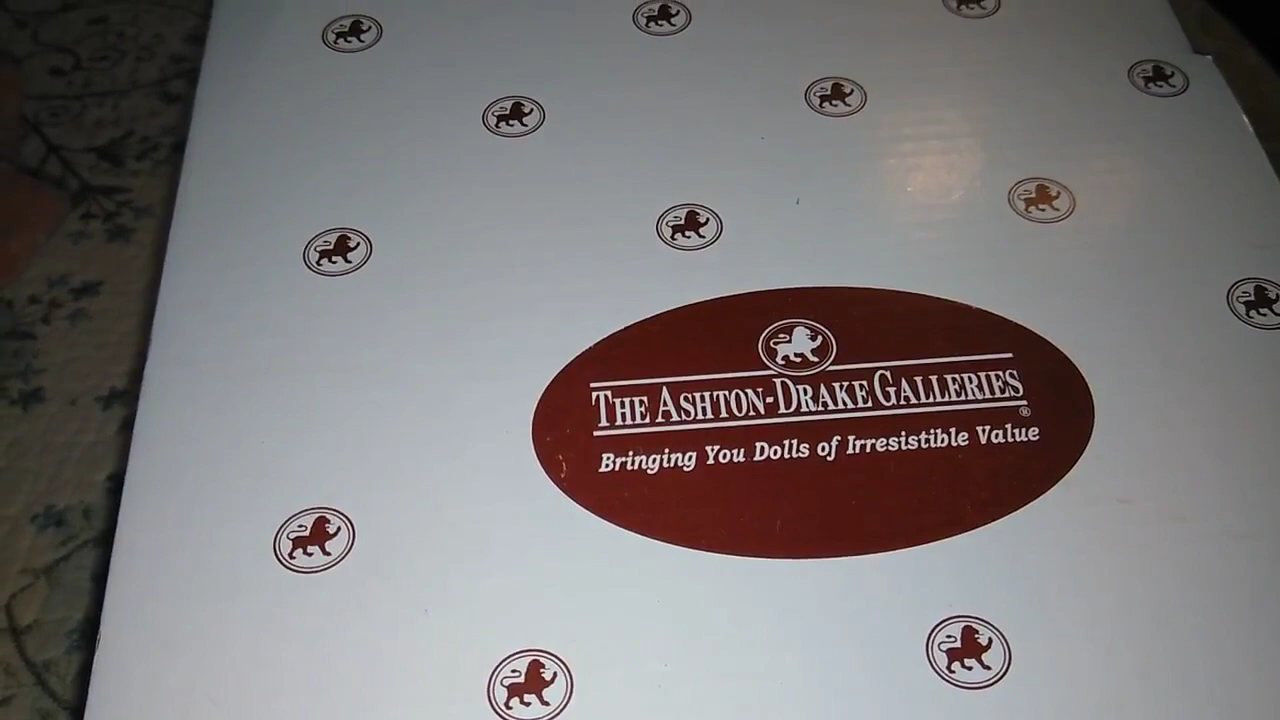 THE ASHTON-DRAKE GALLERIES
®
Bringing You Dolls of Irresistible Value